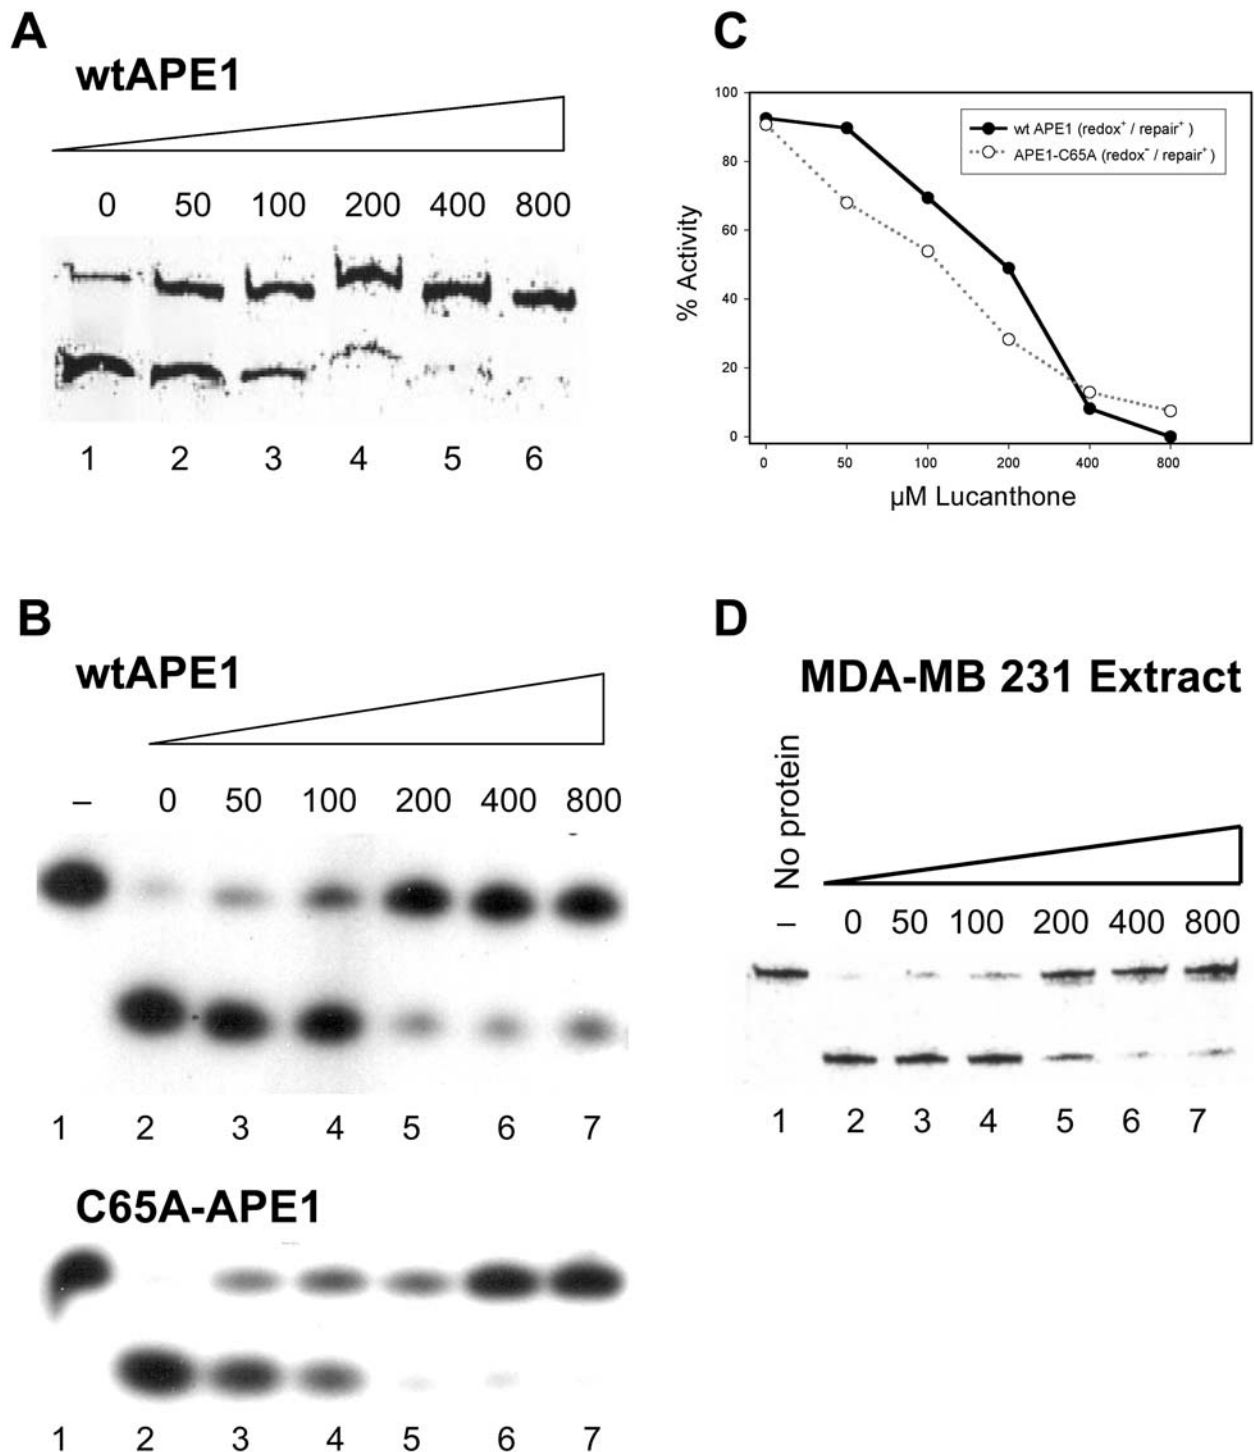 A
wtAPE1
0 50 100 200 400 800
1 2 3 4 5 6
B
wtAPE1
– 0 50 100 200 400 800
1 2 3 4 5 6 7
C65A-APE1
1 2 3 4 5 6 7
C
100
80
60
40
20
0
% Activity
wt APE1 (redox⁺ / repair⁺ )
APE1-C65A (redox⁻ / repair⁺ )
0 50 100 200 400 800
µM Lucanthone
D
MDA-MB 231 Extract
No protein
– 0 50 100 200 400 800
1 2 3 4 5 6 7